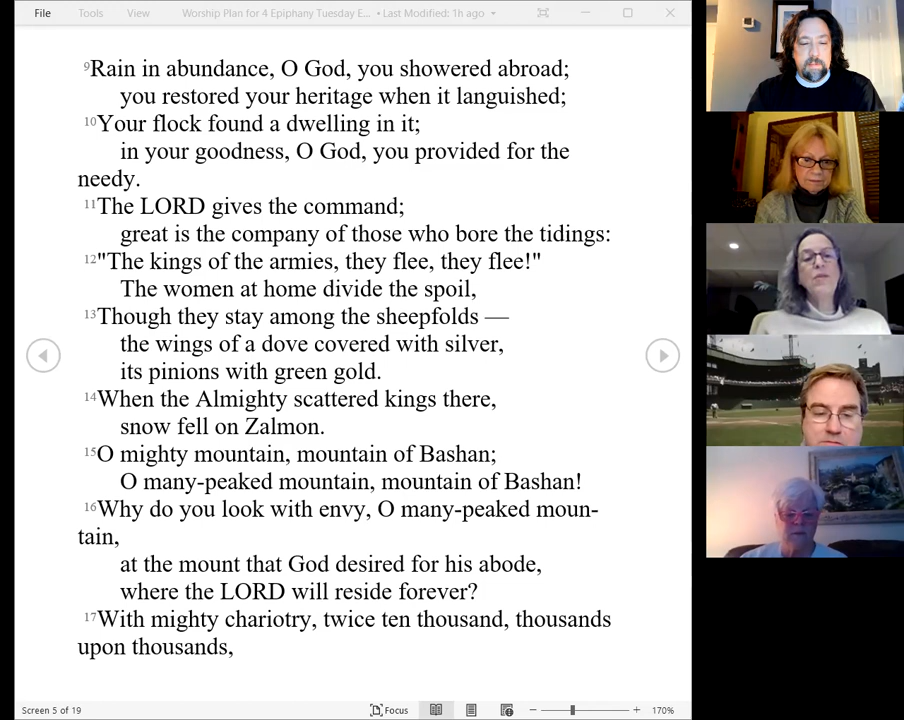 File Tools View Worship Plan for 4 Epiphany Tuesday E... • Last Modified: 1h ago
9Rain in abundance, O God, you showered abroad;
you restored your heritage when it languished;
10Your flock found a dwelling in it;
in your goodness, O God, you provided for the
needy.
11The LORD gives the command;
great is the company of those who bore the tidings:
12"The kings of the armies, they flee, they flee!"
The women at home divide the spoil,
13Though they stay among the sheepfolds —
the wings of a dove covered with silver,
its pinions with green gold.
14When the Almighty scattered kings there,
snow fell on Zalmon.
15O mighty mountain, mountain of Bashan;
O many-peaked mountain, mountain of Bashan!
16Why do you look with envy, O many-peaked moun-
tain,
at the mount that God desired for his abode,
where the LORD will reside forever?
17With mighty chariotry, twice ten thousand, thousands
upon thousands,
Screen 5 of 19 Focus 170%